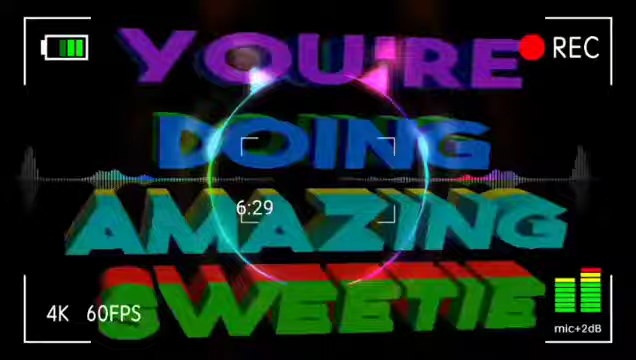 YOU'RE
REC
DOING
6:29
AMAZING
SWEETIE
4K 60FPS
mic+2dB